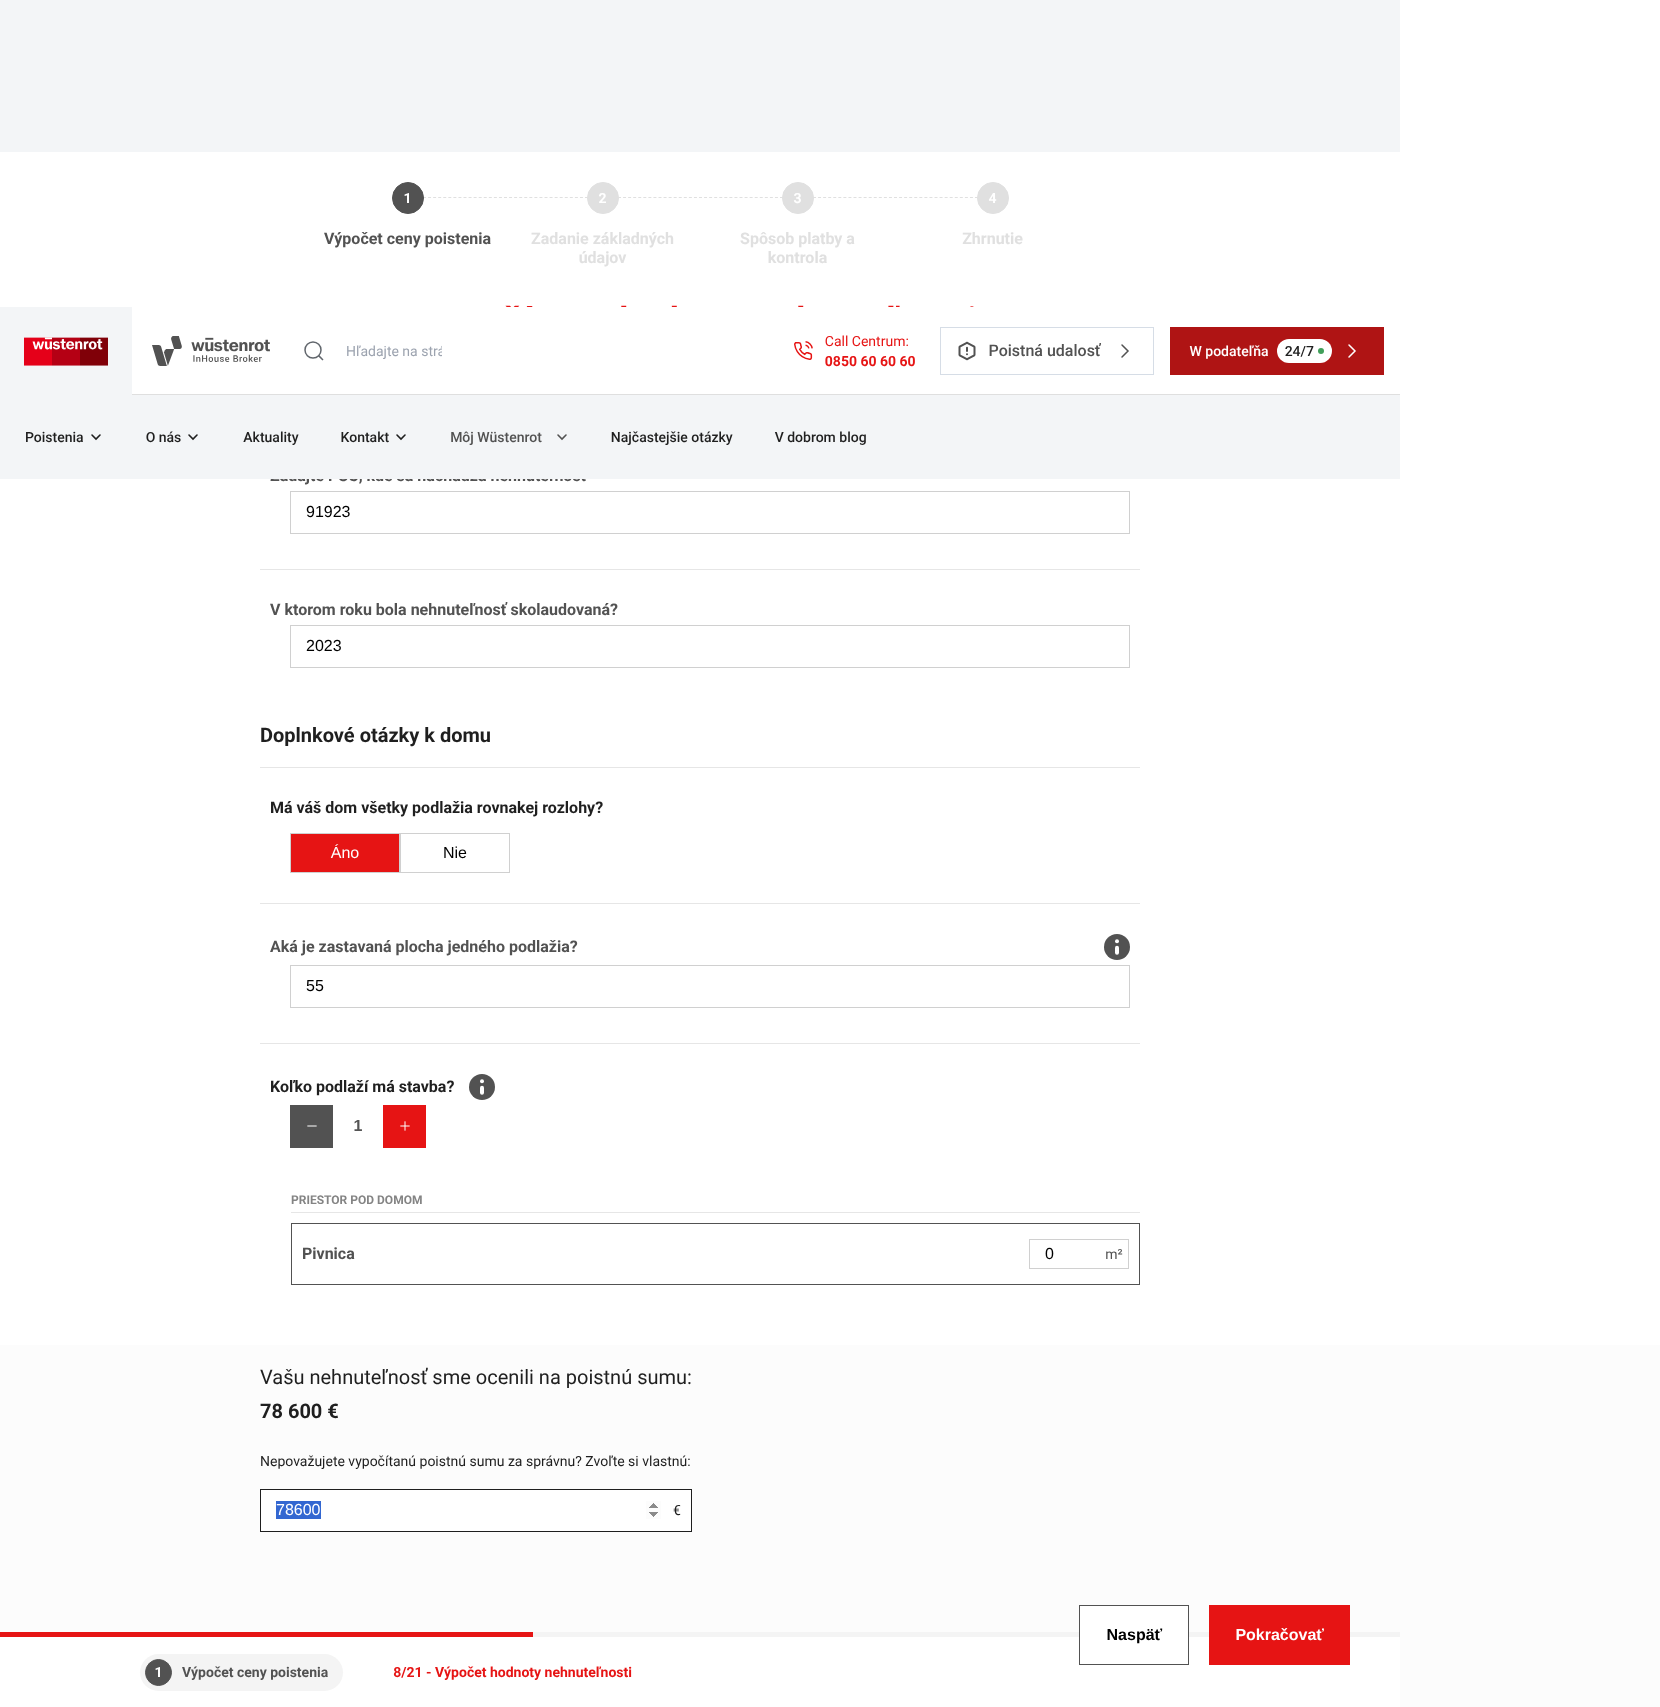 1
2
3
4
Výpočet ceny poistenia
Zadanie základných
údajov
Spôsob platby a
kontrola
Zhrnutie
wüstenrot
wüstenrot
InHouse Broker
Hľadajte na strá
Call Centrum:
0850 60 60 60
Poistná udalosť
W podateľňa
24/7
Poistenia
O nás
Aktuality
Kontakt
Môj Wüstenrot
Najčastejšie otázky
V dobrom blog
91923
V ktorom roku bola nehnuteľnosť skolaudovaná?
2023
Doplnkové otázky k domu
Má váš dom všetky podlažia rovnakej rozlohy?
Áno
Nie
Aká je zastavaná plocha jedného podlažia?
55
Koľko podlaží má stavba?
− 1 +
PRIESTOR POD DOMOM
Pivnica
0 m²
Vašu nehnuteľnosť sme ocenili na poistnú sumu:
78 600 €
Nepovažujete vypočítanú poistnú sumu za správnu? Zvoľte si vlastnú:
78600 €
Naspäť
Pokračovať
1 Výpočet ceny poistenia
8/21 - Výpočet hodnoty nehnuteľnosti